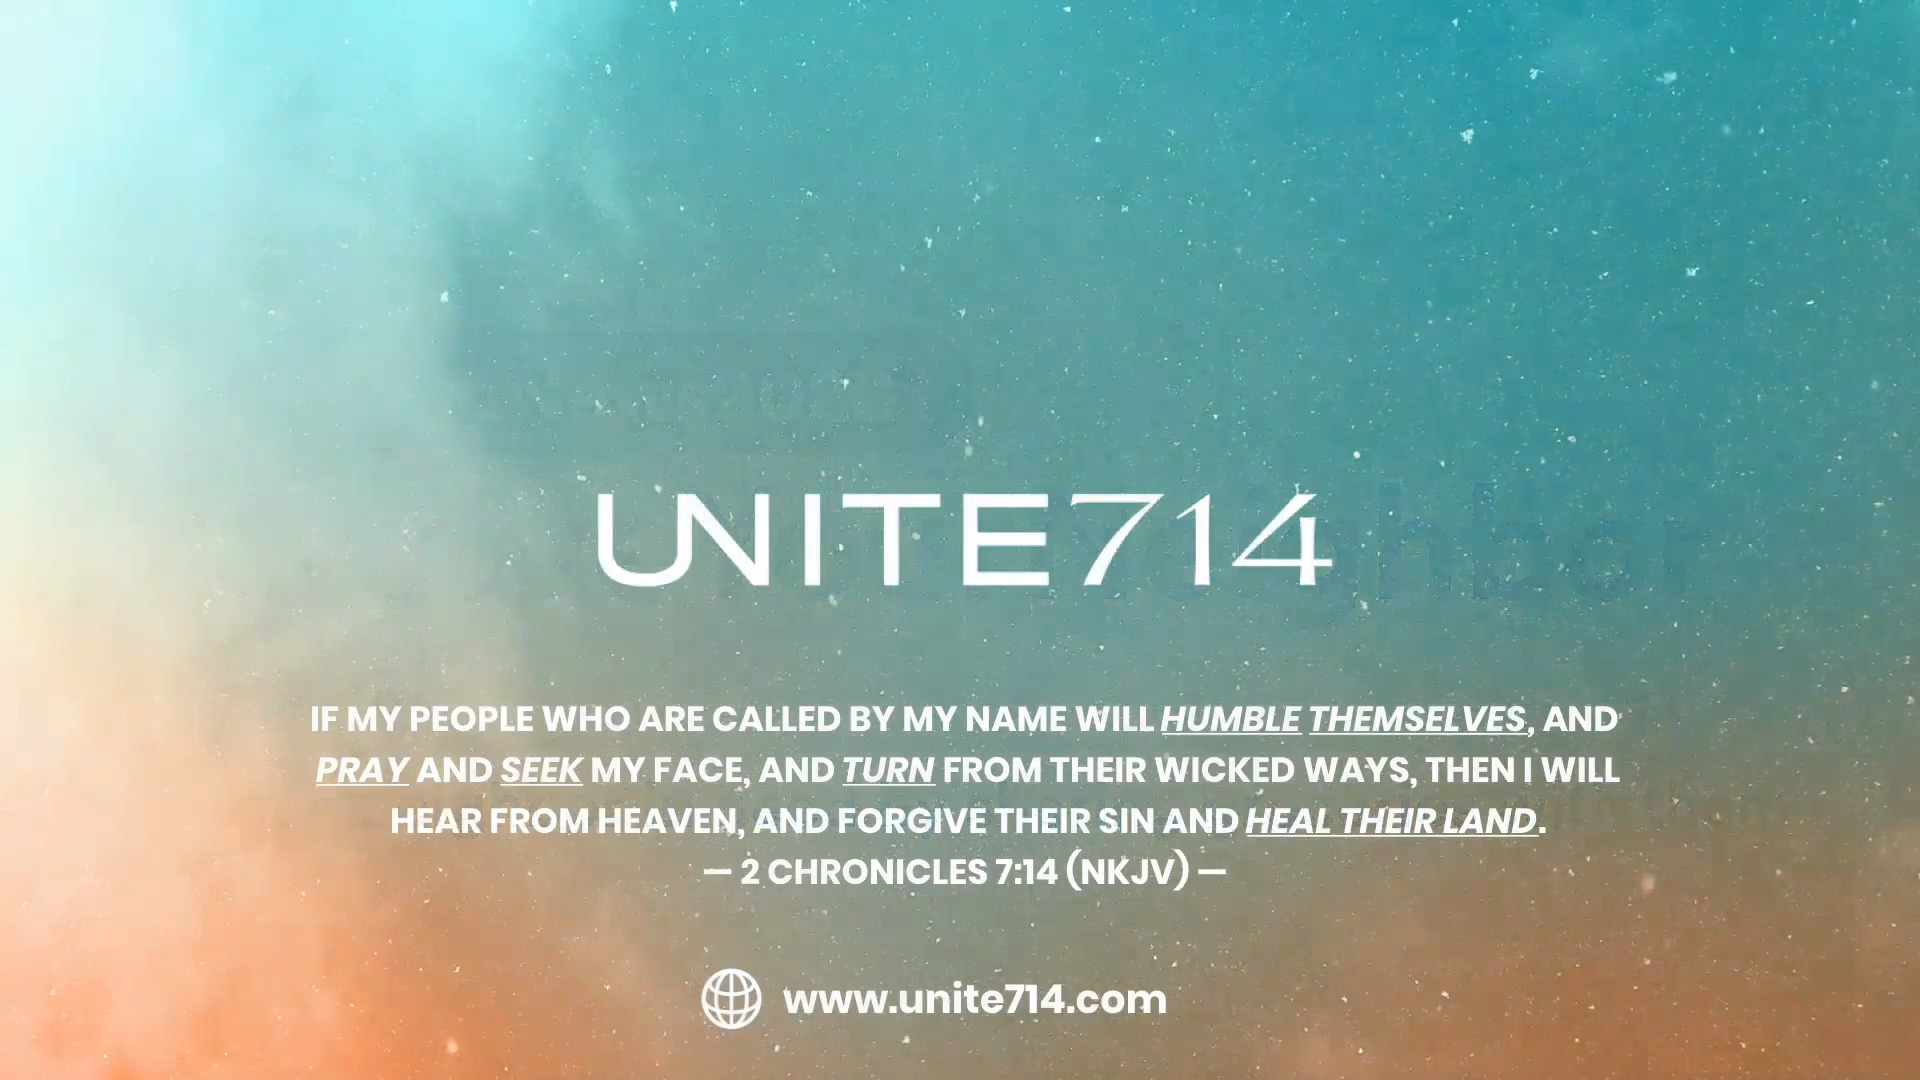 UNITE714
IF MY PEOPLE WHO ARE CALLED BY MY NAME WILL HUMBLE THEMSELVES, AND
PRAY AND SEEK MY FACE, AND TURN FROM THEIR WICKED WAYS, THEN I WILL
HEAR FROM HEAVEN, AND FORGIVE THEIR SIN AND HEAL THEIR LAND.
— 2 CHRONICLES 7:14 (NKJV) —
www.unite714.com